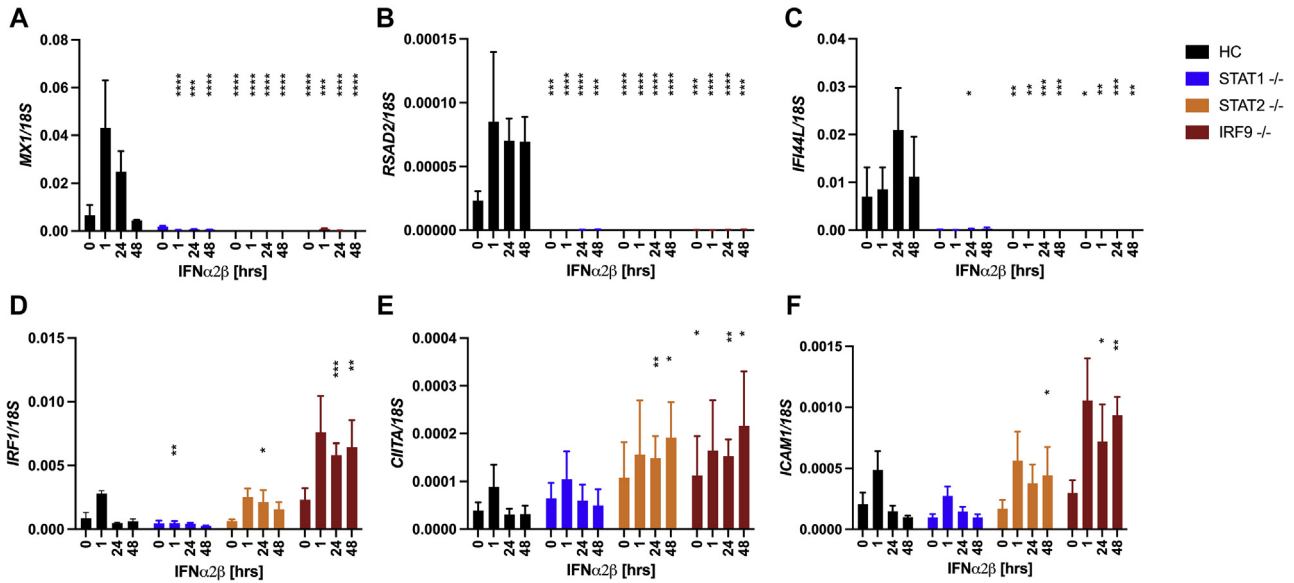 A
MX1/18S
0.08
0.06
0.04
0.02
0.00
**** *** **** **** **** **** **** **** *** **** ****
0 1 24 48 0 1 24 48 0 1 24 48 0 1 24 48
IFNα2β [hrs]
B
RSAD2/18S
0.00015
0.00010
0.00005
0.00000
*** **** **** *** **** **** **** **** *** **** **** ***
0 1 24 48 0 1 24 48 0 1 24 48 0 1 24 48
IFNα2β [hrs]
C
IFI44L/18S
0.04
0.03
0.02
0.01
0.00
* ** ** **** *** * ** *** **
0 1 24 48 0 1 24 48 0 1 24 48 0 1 24 48
IFNα2β [hrs]
HC
STAT1 -/-
STAT2 -/-
IRF9 -/-
D
IRF1/18S
0.015
0.010
0.005
0.000
** * *** **
0 1 24 48 0 1 24 48 0 1 24 48 0 1 24 48
IFNα2β [hrs]
E
CIITA/18S
0.0004
0.0003
0.0002
0.0001
0.0000
** * * ** *
0 1 24 48 0 1 24 48 0 1 24 48 0 1 24 48
IFNα2β [hrs]
F
ICAM1/18S
0.0015
0.0010
0.0005
0.0000
* * **
0 1 24 48 0 1 24 48 0 1 24 48 0 1 24 48
IFNα2β [hrs]